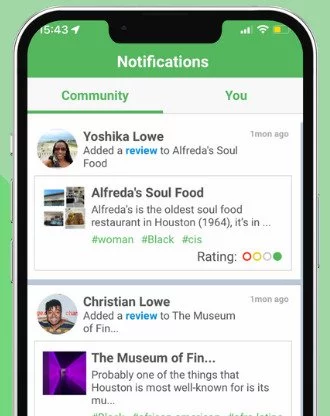 15:43
Notifications
Community
You
Yoshika Lowe
1mon ago
Added a review to Alfreda's Soul
Food
Alfreda's Soul Food
Alfreda's is the oldest soul food
restaurant in Houston (1964), it's in ...
#woman #Black #cis
Rating:
Christian Lowe
1mon ago
Added a review to The Museum
of Fin...
The Museum of Fin...
Probably one of the things that
Houston is most well-known for is its
mu...
#Black #african american #afro-latino